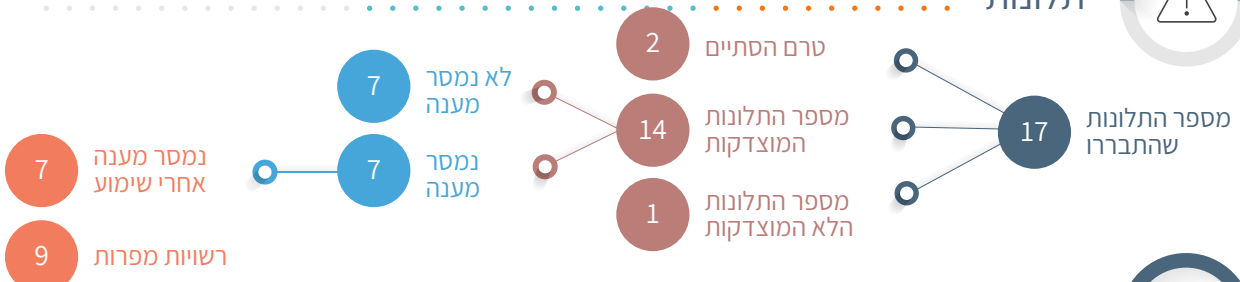 תלונות
17
מספר התלונות
שהתבררו
2
טרם הסתיים
14
מספר התלונות
המוצדקות
1
מספר התלונות
הלא המוצדקות
7
לא נמסר
מענה
7
נמסר
מענה
7
נמסר מענה
אחרי שימוע
9
רשויות מפרות